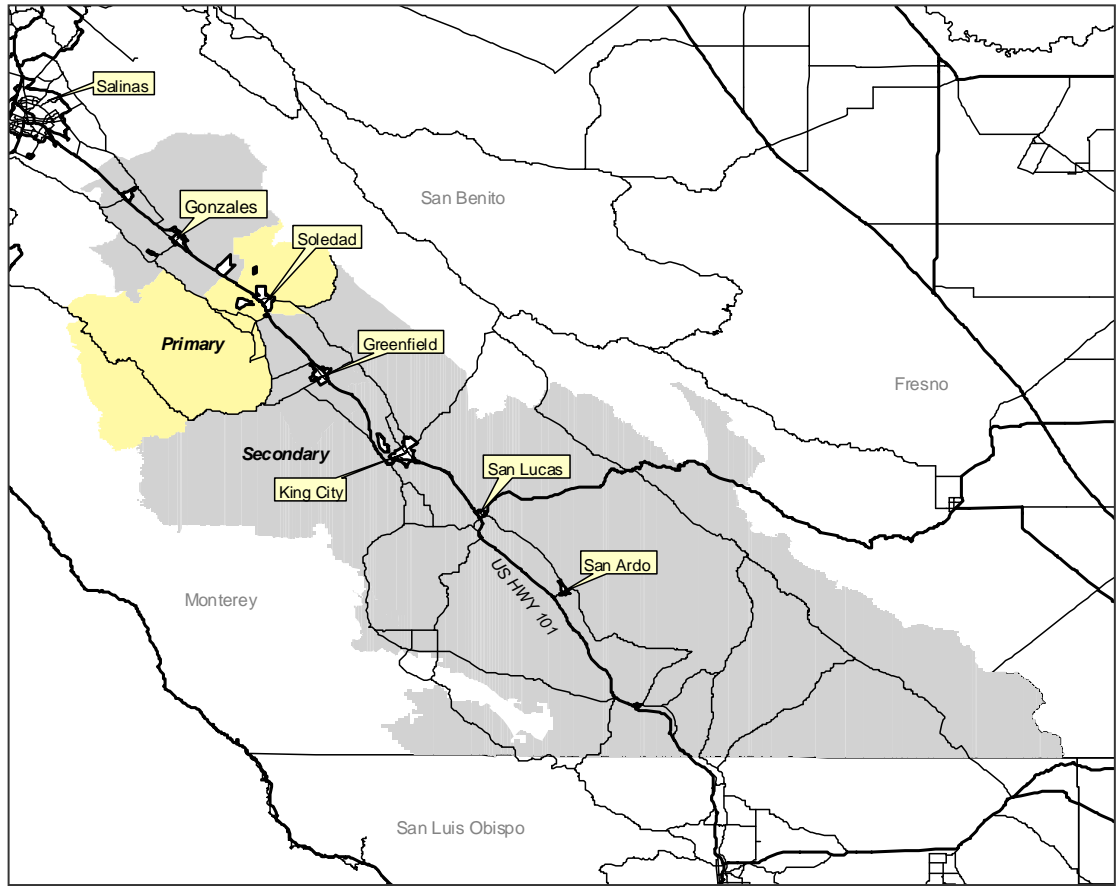 Salinas
San Benito
Gonzales
Soledad
Primary
Greenfield
Fresno
Secondary
San Lucas
King City
San Ardo
US HWY 101
Monterey
San Luis Obispo